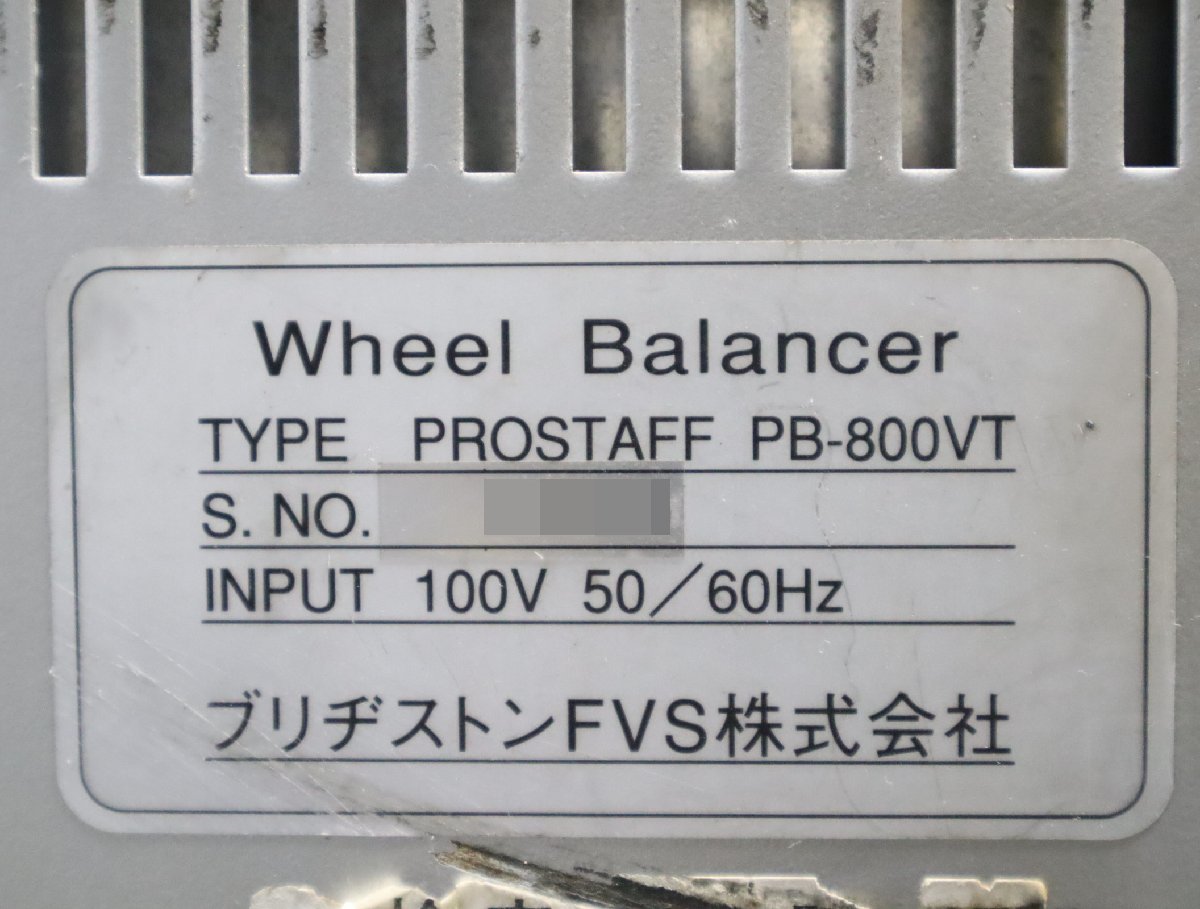 Wheel Balancer
TYPE PROSTAFF PB-800VT
S. NO.
INPUT 100V 50／60Hz
ブリヂストンFVS株式会社